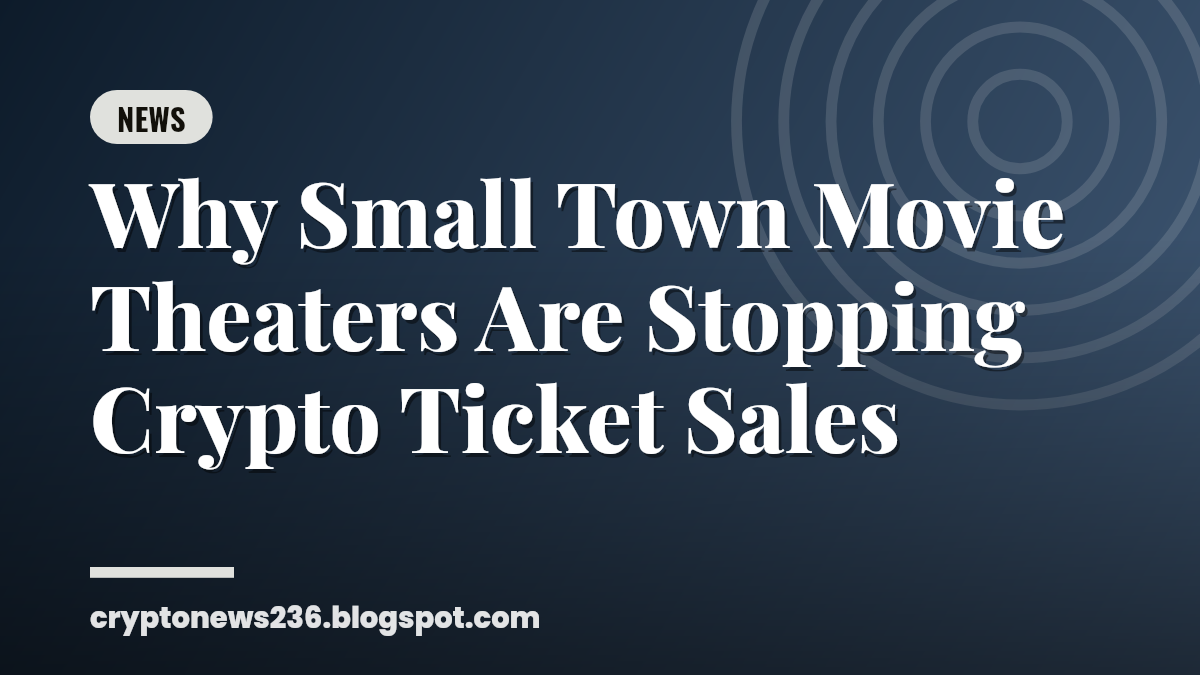 NEWS
Why Small Town Movie
Theaters Are Stopping
Crypto Ticket Sales
cryptonews236.blogspot.com